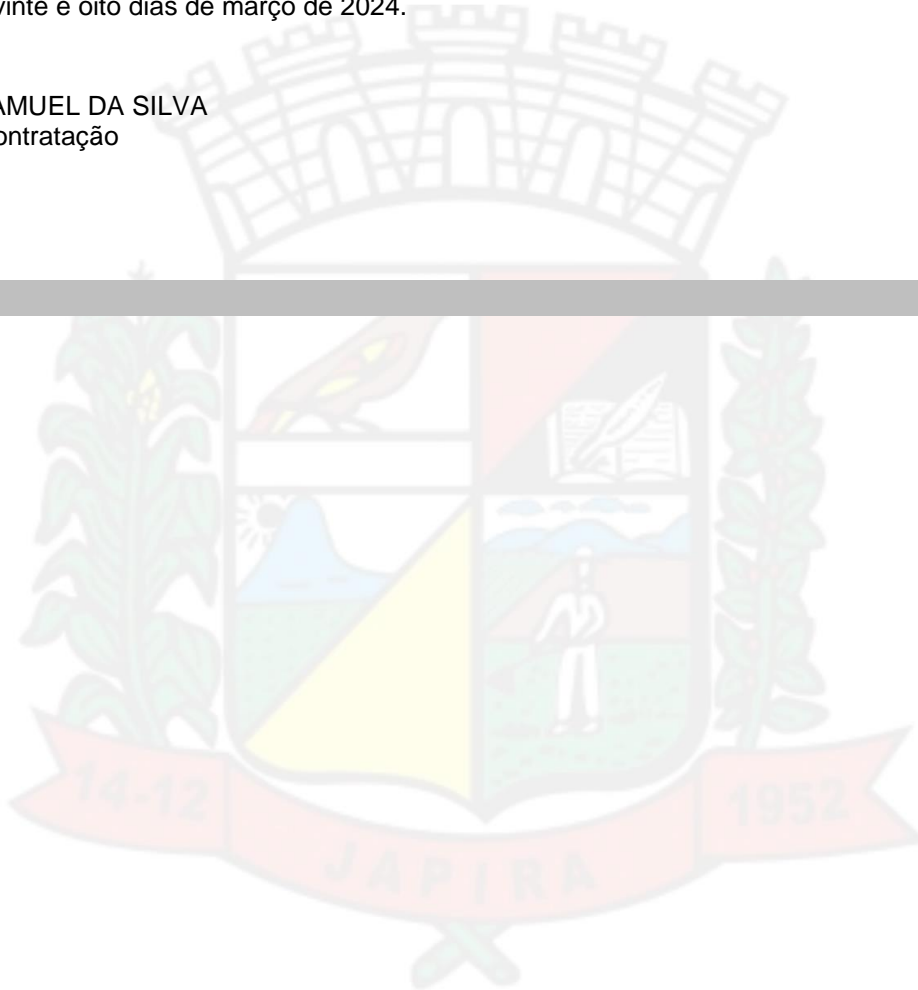 vinte e oito dias de março de 2024.
AMUEL DA SILVA
ontratação
14-12
1952
JAPIRA